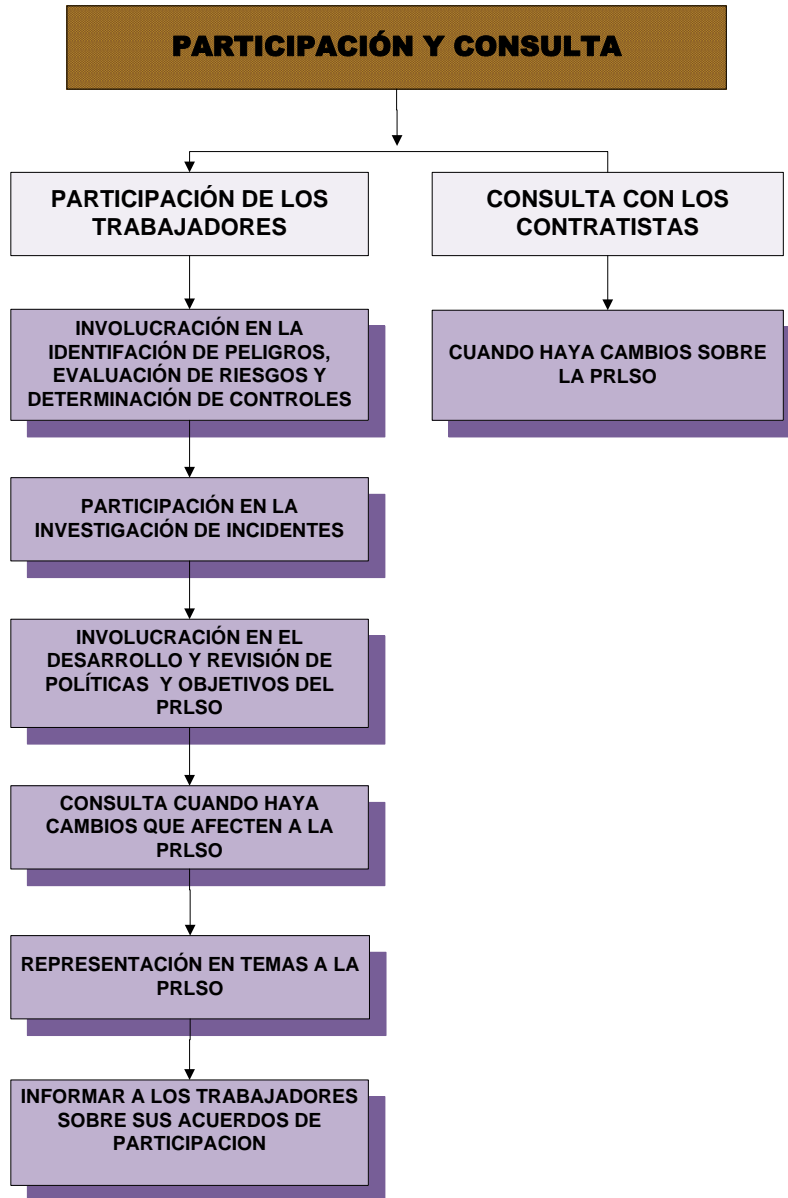 PARTICIPACIÓN Y CONSULTA
PARTICIPACIÓN DE LOS
TRABAJADORES
CONSULTA CON LOS
CONTRATISTAS
INVOLUCRACIÓN EN LA
IDENTIFACIÓN DE PELIGROS,
EVALUACIÓN DE RIESGOS Y
DETERMINACIÓN DE CONTROLES
CUANDO HAYA CAMBIOS SOBRE
LA PRLSO
PARTICIPACIÓN EN LA
INVESTIGACIÓN DE INCIDENTES
INVOLUCRACIÓN EN EL
DESARROLLO Y REVISIÓN DE
POLÍTICAS Y OBJETIVOS DEL
PRLSO
CONSULTA CUANDO HAYA
CAMBIOS QUE AFECTEN A LA
PRLSO
REPRESENTACIÓN EN TEMAS A LA
PRLSO
INFORMAR A LOS TRABAJADORES
SOBRE SUS ACUERDOS DE
PARTICIPACION